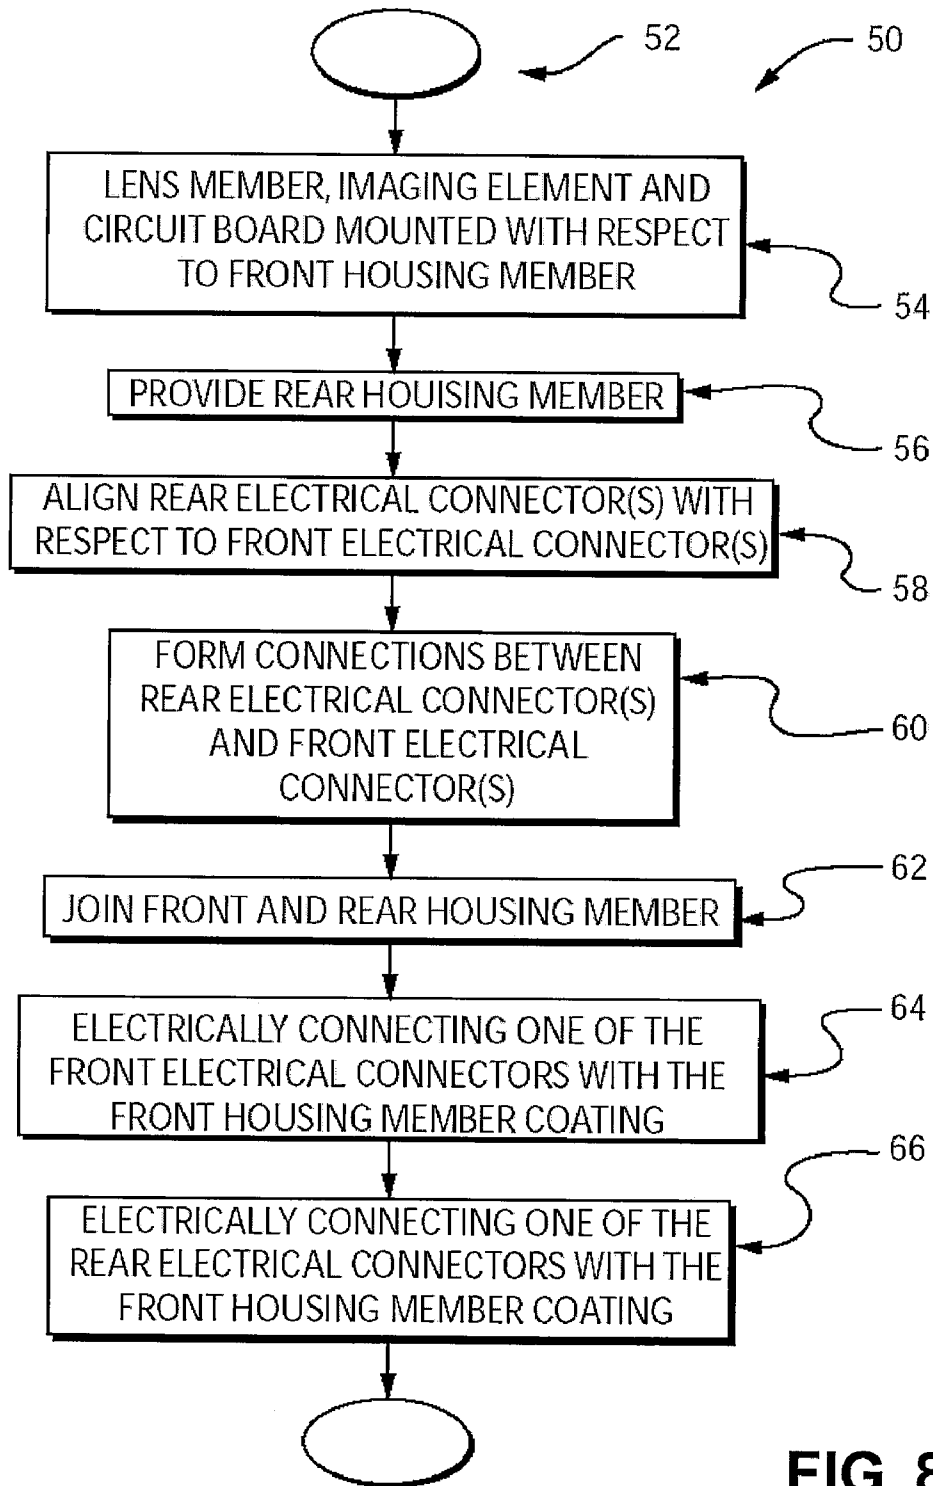 52
50
LENS MEMBER, IMAGING ELEMENT AND
CIRCUIT BOARD MOUNTED WITH RESPECT
TO FRONT HOUSING MEMBER
54
PROVIDE REAR HOUISING MEMBER
56
ALIGN REAR ELECTRICAL CONNECTOR(S) WITH
RESPECT TO FRONT ELECTRICAL CONNECTOR(S)
58
FORM CONNECTIONS BETWEEN
REAR ELECTRICAL CONNECTOR(S)
AND FRONT ELECTRICAL
CONNECTOR(S)
60
JOIN FRONT AND REAR HOUSING MEMBER
62
ELECTRICALLY CONNECTING ONE OF THE
FRONT ELECTRICAL CONNECTORS WITH THE
FRONT HOUSING MEMBER COATING
64
ELECTRICALLY CONNECTING ONE OF THE
REAR ELECTRICAL CONNECTORS WITH THE
FRONT HOUSING MEMBER COATING
66
FIG. 8